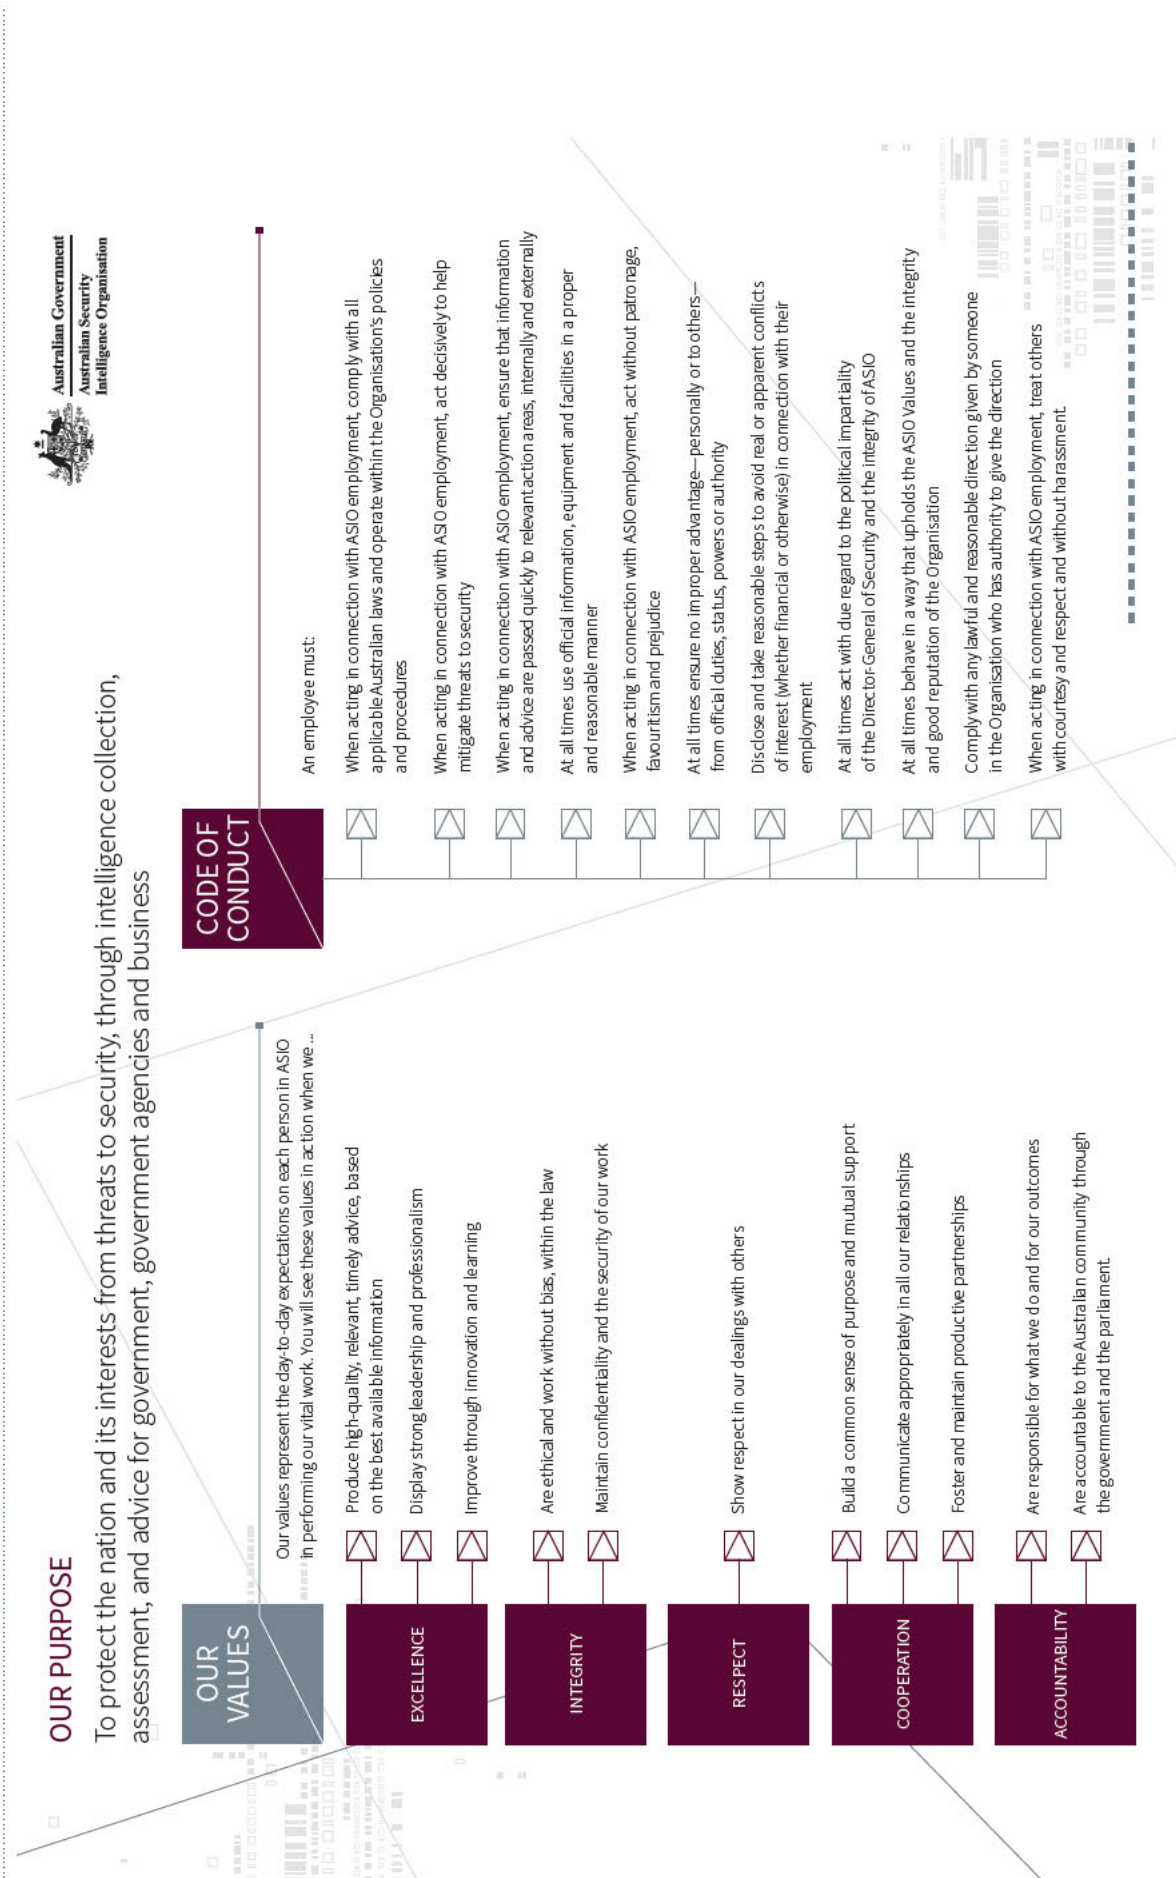 Australian Government
Australian Security
Intelligence Organisation
OUR PURPOSE
To protect the nation and its interests from threats to security, through intelligence collection,
assessment, and advice for government, government agencies and business
OUR
VALUES
Our values represent the day-to-day expectations on each person in ASIO
in performing our vital work. You will see these values in action when we ...
EXCELLENCE
Produce high-quality, relevant, timely advice, based
on the best available information
Display strong leadership and professionalism
Improve through innovation and learning
INTEGRITY
Are ethical and work without bias, within the law
Maintain confidentiality and the security of our work
RESPECT
Show respect in our dealings with others
COOPERATION
Build a common sense of purpose and mutual support
Communicate appropriately in all our relationships
Foster and maintain productive partnerships
ACCOUNTABILITY
Are responsible for what we do and for our outcomes
Are accountable to the Australian community through
the government and the parliament.
CODE OF
CONDUCT
An employee must:
When acting in connection with ASIO employment, comply with all
applicable Australian laws and operate within the Organisation's policies
and procedures
When acting in connection with ASIO employment, act decisively to help
mitigate threats to security
When acting in connection with ASIO employment, ensure that information
and advice are passed quickly to relevant action areas, internally and externally
At all times use official information, equipment and facilities in a proper
and reasonable manner
When acting in connection with ASIO employment, act without patronage,
favouritism and prejudice
At all times ensure no improper advantage—personally or to others—
from official duties, status, powers or authority
Disclose and take reasonable steps to avoid real or apparent conflicts
of interest (whether financial or otherwise) in connection with their
employment
At all times act with due regard to the political impartiality
of the Director-General of Security and the integrity of ASIO
At all times behave in a way that upholds the ASIO Values and the integrity
and good reputation of the Organisation
Comply with any lawful and reasonable direction given by someone
in the Organisation who has authority to give the direction
When acting in connection with ASIO employment, treat others
with courtesy and respect and without harassment.